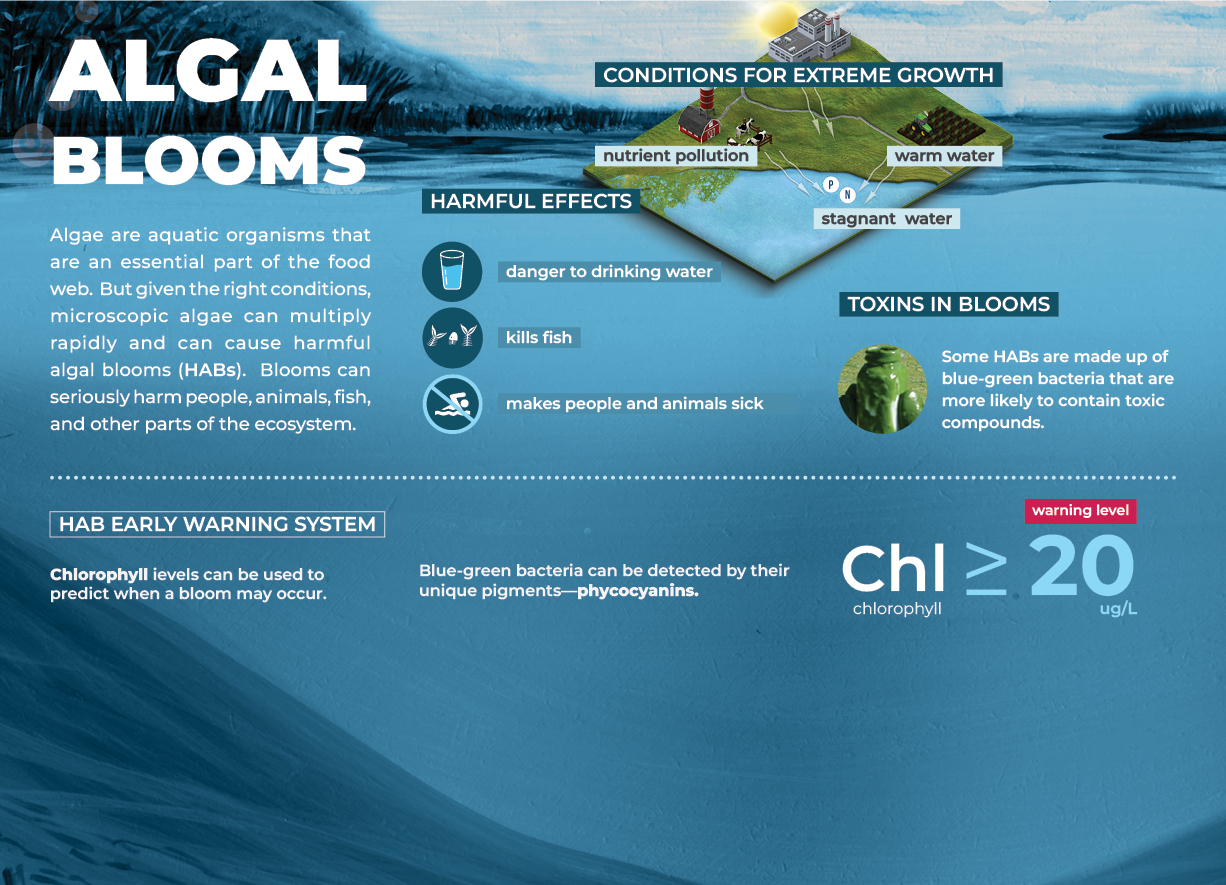 ALGAL
BLOOMS
Algae are aquatic organisms that
are an essential part of the food
web. But given the right conditions,
microscopic algae can multiply
rapidly and can cause harmful
algal blooms (HABs). Blooms can
seriously harm people, animals, fish,
and other parts of the ecosystem.
CONDITIONS FOR EXTREME GROWTH
nutrient pollution
warm water
P
N
stagnant water
HARMFUL EFFECTS
danger to drinking water
kills fish
makes people and animals sick
TOXINS IN BLOOMS
Some HABs are made up of
blue-green bacteria that are
more likely to contain toxic
compounds.
HAB EARLY WARNING SYSTEM
Chlorophyll ievels can be used to
predict when a bloom may occur.
Blue-green bacteria can be detected by their
unique pigments—phycocyanins.
warning level
Chl ≥ 20
chlorophyll
ug/L